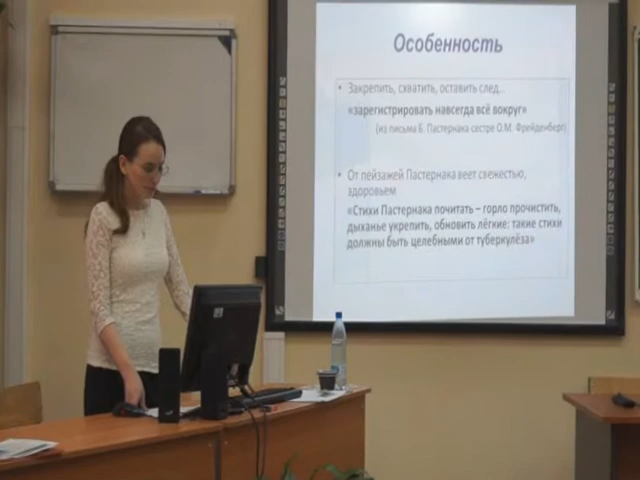 Особенность
• Закрепить, схватить, оставить след...
«зарегистрировать навсегда всё вокруг»
(из письма Б. Пастернака сестре О.М. Фрейденберг)
• От пейзажей Пастернака веет свежестью,
здоровьем
«Стихи Пастернака почитать – горло прочистить,
дыханье укрепить, обновить лёгкие: такие стихи
должны быть целебными от туберкулёза»